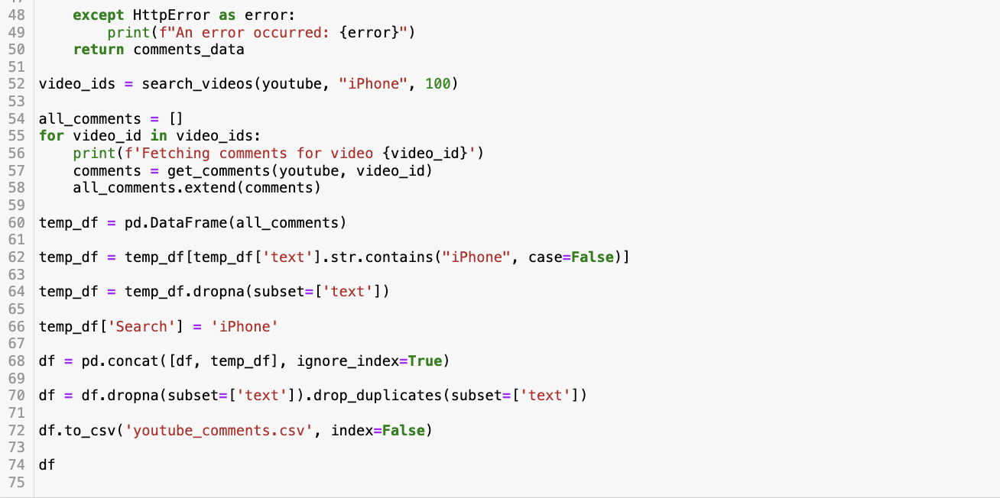 48 except HttpError as error:
49 print(f"An error occurred: {error}")
50 return comments_data
51
52 video_ids = search_videos(youtube, "iPhone", 100)
53
54 all_comments = []
55 for video_id in video_ids:
56 print(f'Fetching comments for video {video_id}')
57 comments = get_comments(youtube, video_id)
58 all_comments.extend(comments)
59
60 temp_df = pd.DataFrame(all_comments)
61
62 temp_df = temp_df[temp_df['text'].str.contains("iPhone", case=False)]
63
64 temp_df = temp_df.dropna(subset=['text'])
65
66 temp_df['Search'] = 'iPhone'
67
68 df = pd.concat([df, temp_df], ignore_index=True)
69
70 df = df.dropna(subset=['text']).drop_duplicates(subset=['text'])
71
72 df.to_csv('youtube_comments.csv', index=False)
73
74 df
75